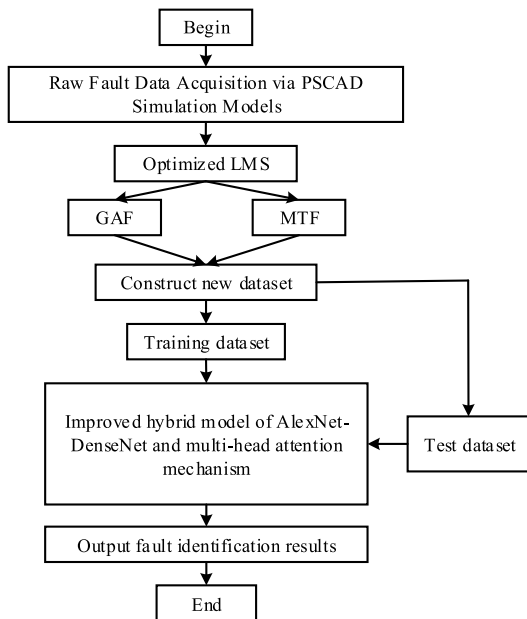 Begin
Raw Fault Data Acquisition via PSCAD
Simulation Models
Optimized LMS
GAF
MTF
Construct new dataset
Training dataset
Improved hybrid model of AlexNet-
DenseNet and multi-head attention
mechanism
Test dataset
Output fault identification results
End